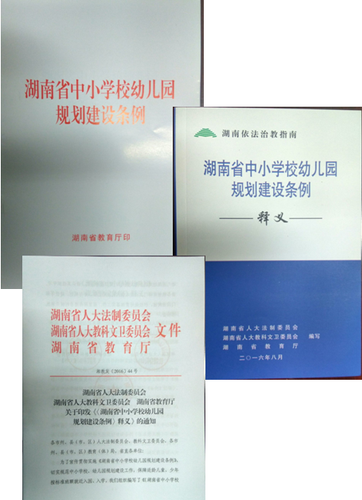 湖南省中小学校幼儿园
规划建设条例
湖南省教育厅印
湖南依法治教指南
湖南省中小学校幼儿园
规划建设条例
释义
湖南省人大法制委员会
湖南省人大教科文卫委员会 编写
湖南省教育厅
二〇一六年八月
湖南省人大法制委员会
湖南省人大教科文卫委员会 文件
湖南省教育厅
湖南省人大法制委员会
湖南省人大教科文卫委员会 湖南省教育厅
关于印发《〈湖南省中小学校幼儿园
规划建设条例〉释义》的通知